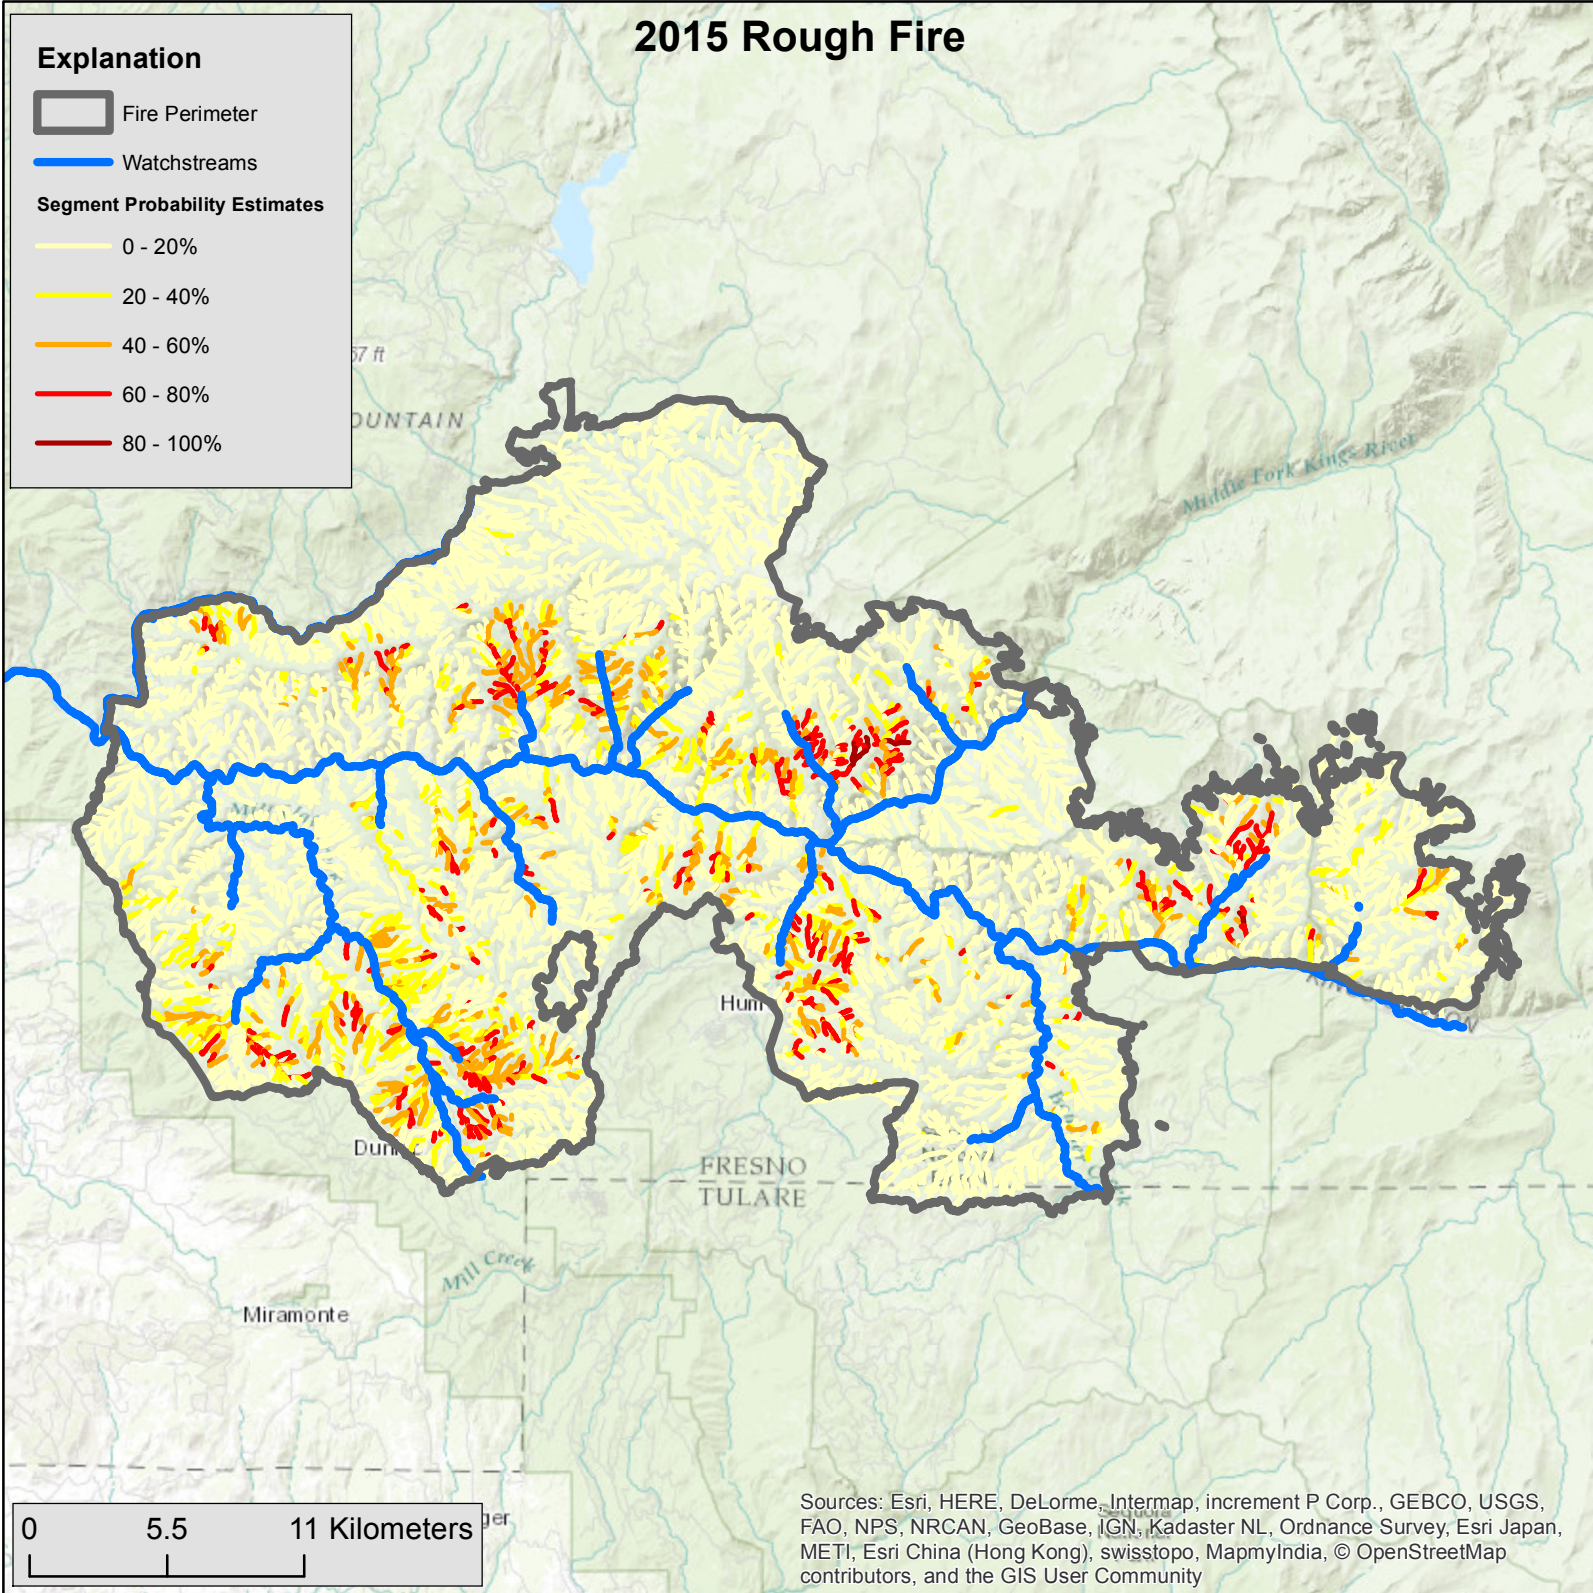 2015 Rough Fire
Explanation
Fire Perimeter
Watchstreams
Segment Probability Estimates
0 - 20%
20 - 40%
40 - 60%
60 - 80%
80 - 100%
67 ft
OUNTAIN
Middle Fork Kings River
Hum
Dun
FRESNO
TULARE
Mill Creek
Miramonte
ger
0 5.5 11 Kilometers
Sources: Esri, HERE, DeLorme, Intermap, increment P Corp., GEBCO, USGS,
FAO, NPS, NRCAN, GeoBase, IGN, Kadaster NL, Ordnance Survey, Esri Japan,
METI, Esri China (Hong Kong), swisstopo, MapmyIndia, © OpenStreetMap
contributors, and the GIS User Community